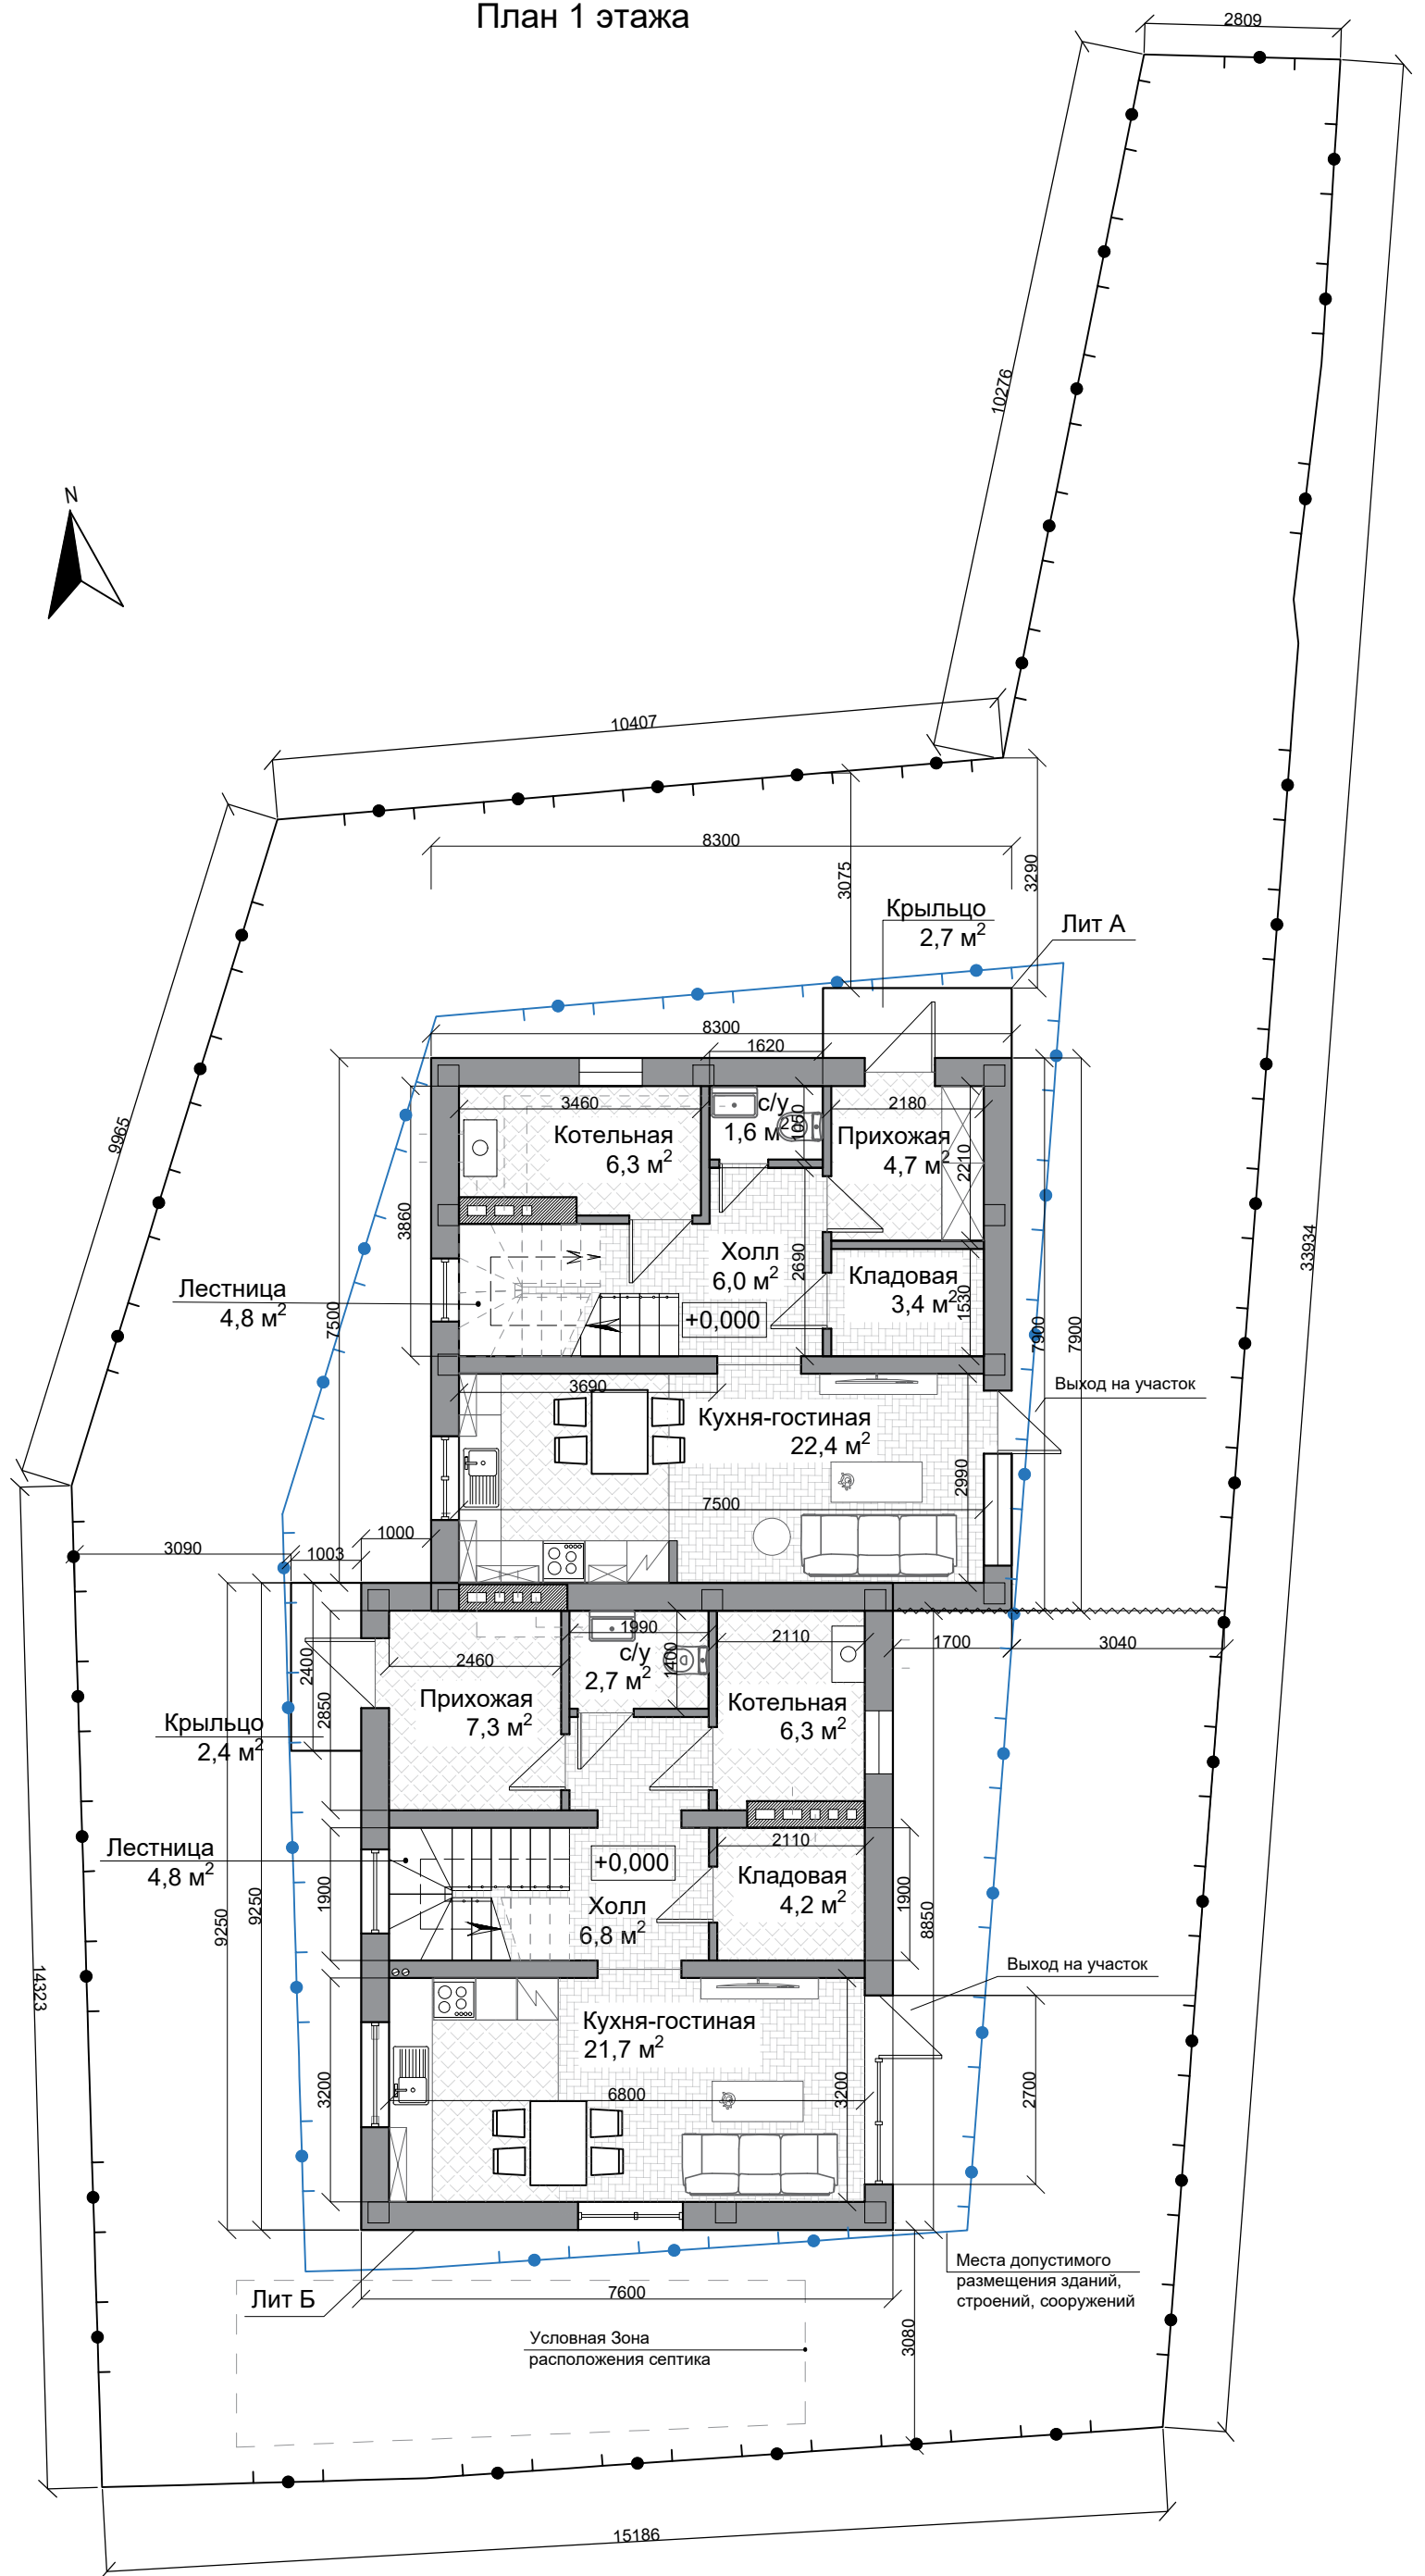 План 1 этажа
2809
N
10276
10407
8300
3075
3290
Крыльцо
2,7 м²
Лит А
8300
1620
9965
3460
с/у
1,6 м²
1050
2180
Котельная
6,3 м²
Прихожая
4,7 м²
2210
3860
33934
Холл
6,0 м²
2690
Кладовая
3,4 м²
1530
Лестница
4,8 м²
7500
+0,000
7900
7900
3690
Выход на участок
Кухня-гостиная
22,4 м²
2990
7500
1000
3090
1003
1990
2110
1700
3040
2400
2460
с/у
2,7 м²
1400
2850
Прихожая
7,3 м²
Котельная
6,3 м²
Крыльцо
2,4 м²
Лестница
4,8 м²
+0,000
2110
Кладовая
4,2 м²
1900
1900
8850
9250
9250
Холл
6,8 м²
14323
Выход на участок
Кухня-гостиная
21,7 м²
3200
6800
3200
2700
Места допустимого
размещения зданий,
строений, сооружений
Лит Б
7600
Условная Зона
расположения септика
3080
15186